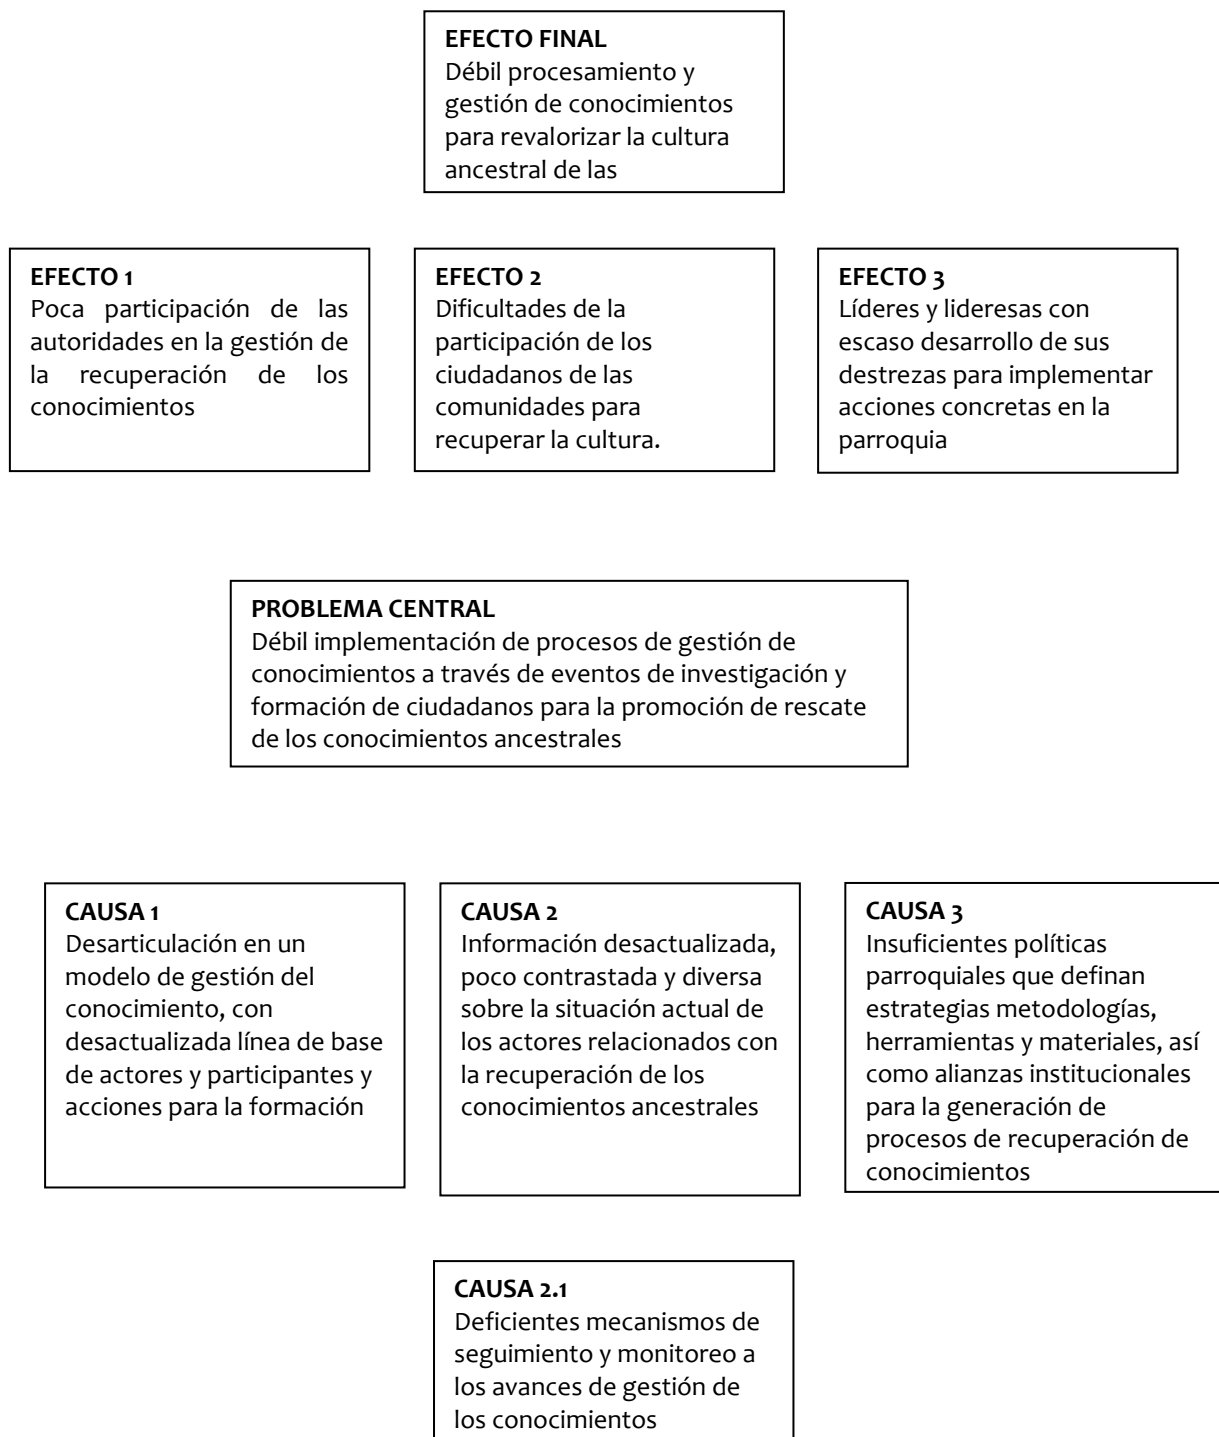 EFECTO FINAL
Débil procesamiento y
gestión de conocimientos
para revalorizar la cultura
ancestral de las
EFECTO 1
Poca participación de las
autoridades en la gestión de
la recuperación de los
conocimientos
EFECTO 2
Dificultades de la
participación de los
ciudadanos de las
comunidades para
recuperar la cultura.
EFECTO 3
Líderes y lideresas con
escaso desarrollo de sus
destrezas para implementar
acciones concretas en la
parroquia
PROBLEMA CENTRAL
Débil implementación de procesos de gestión de
conocimientos a través de eventos de investigación y
formación de ciudadanos para la promoción de rescate
de los conocimientos ancestrales
CAUSA 1
Desarticulación en un
modelo de gestión del
conocimiento, con
desactualizada línea de base
de actores y participantes y
acciones para la formación
CAUSA 2
Información desactualizada,
poco contrastada y diversa
sobre la situación actual de
los actores relacionados con
la recuperación de los
conocimientos ancestrales
CAUSA 3
Insuficientes políticas
parroquiales que definan
estrategias metodologías,
herramientas y materiales, así
como alianzas institucionales
para la generación de
procesos de recuperación de
conocimientos
CAUSA 2.1
Deficientes mecanismos de
seguimiento y monitoreo a
los avances de gestión de
los conocimientos